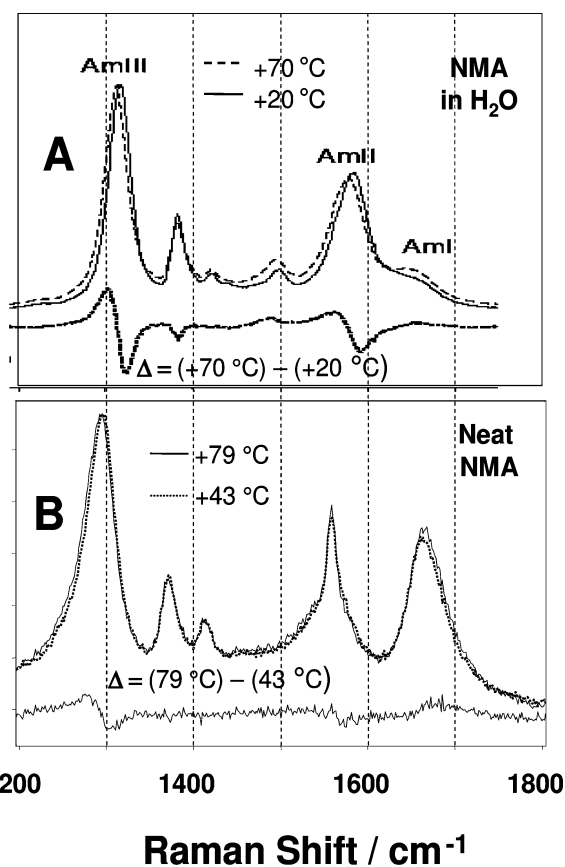 AmIII
+70 °C
+20 °C
NMA
in H₂O
A
AmII
AmI
Δ = (+70 °C) – (+20 °C)
+79 °C
+43 °C
Neat
NMA
B
Δ = (79 °C) – (43 °C)
200 1400 1600 1800
Raman Shift / cm⁻¹